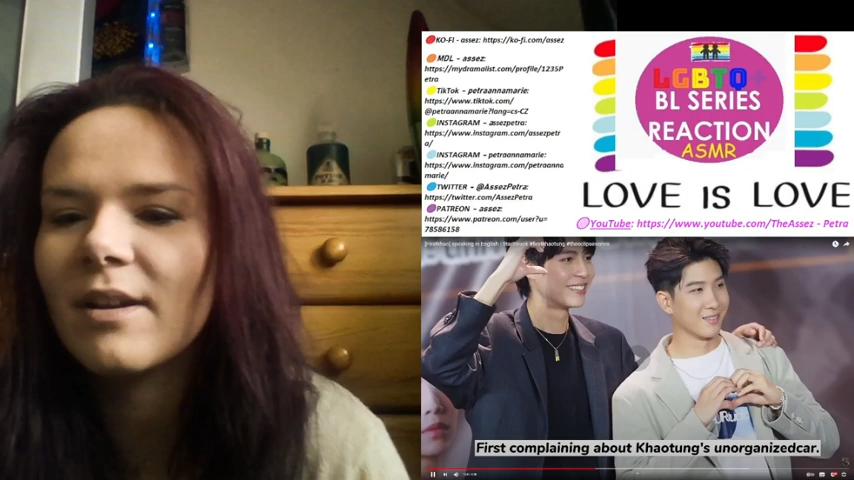 KO-FI - assez: https://ko-fi.com/assez
MDL - assez:
https://mydramalist.com/profile/1235P
etra
TikTok - petraannamarie:
https://www.tiktok.com/
@petraannamarie?lang=cs-CZ
INSTAGRAM - assezpetra:
https://www.instagram.com/assezpetr
a/
INSTAGRAM - petraannamarie:
https://www.instagram.com/petraanna
marie/
TWITTER - @AssezPetra:
https://twitter.com/AssezPetra
PATREON - assez:
https://www.patreon.com/user?u=
78586158
LGBTQ+
BL SERIES
REACTION
ASMR
LOVE IS LOVE
YouTube: https://www.youtube.com/TheAssez - Petra
First complaining about Khaotung's unorganizedcar.